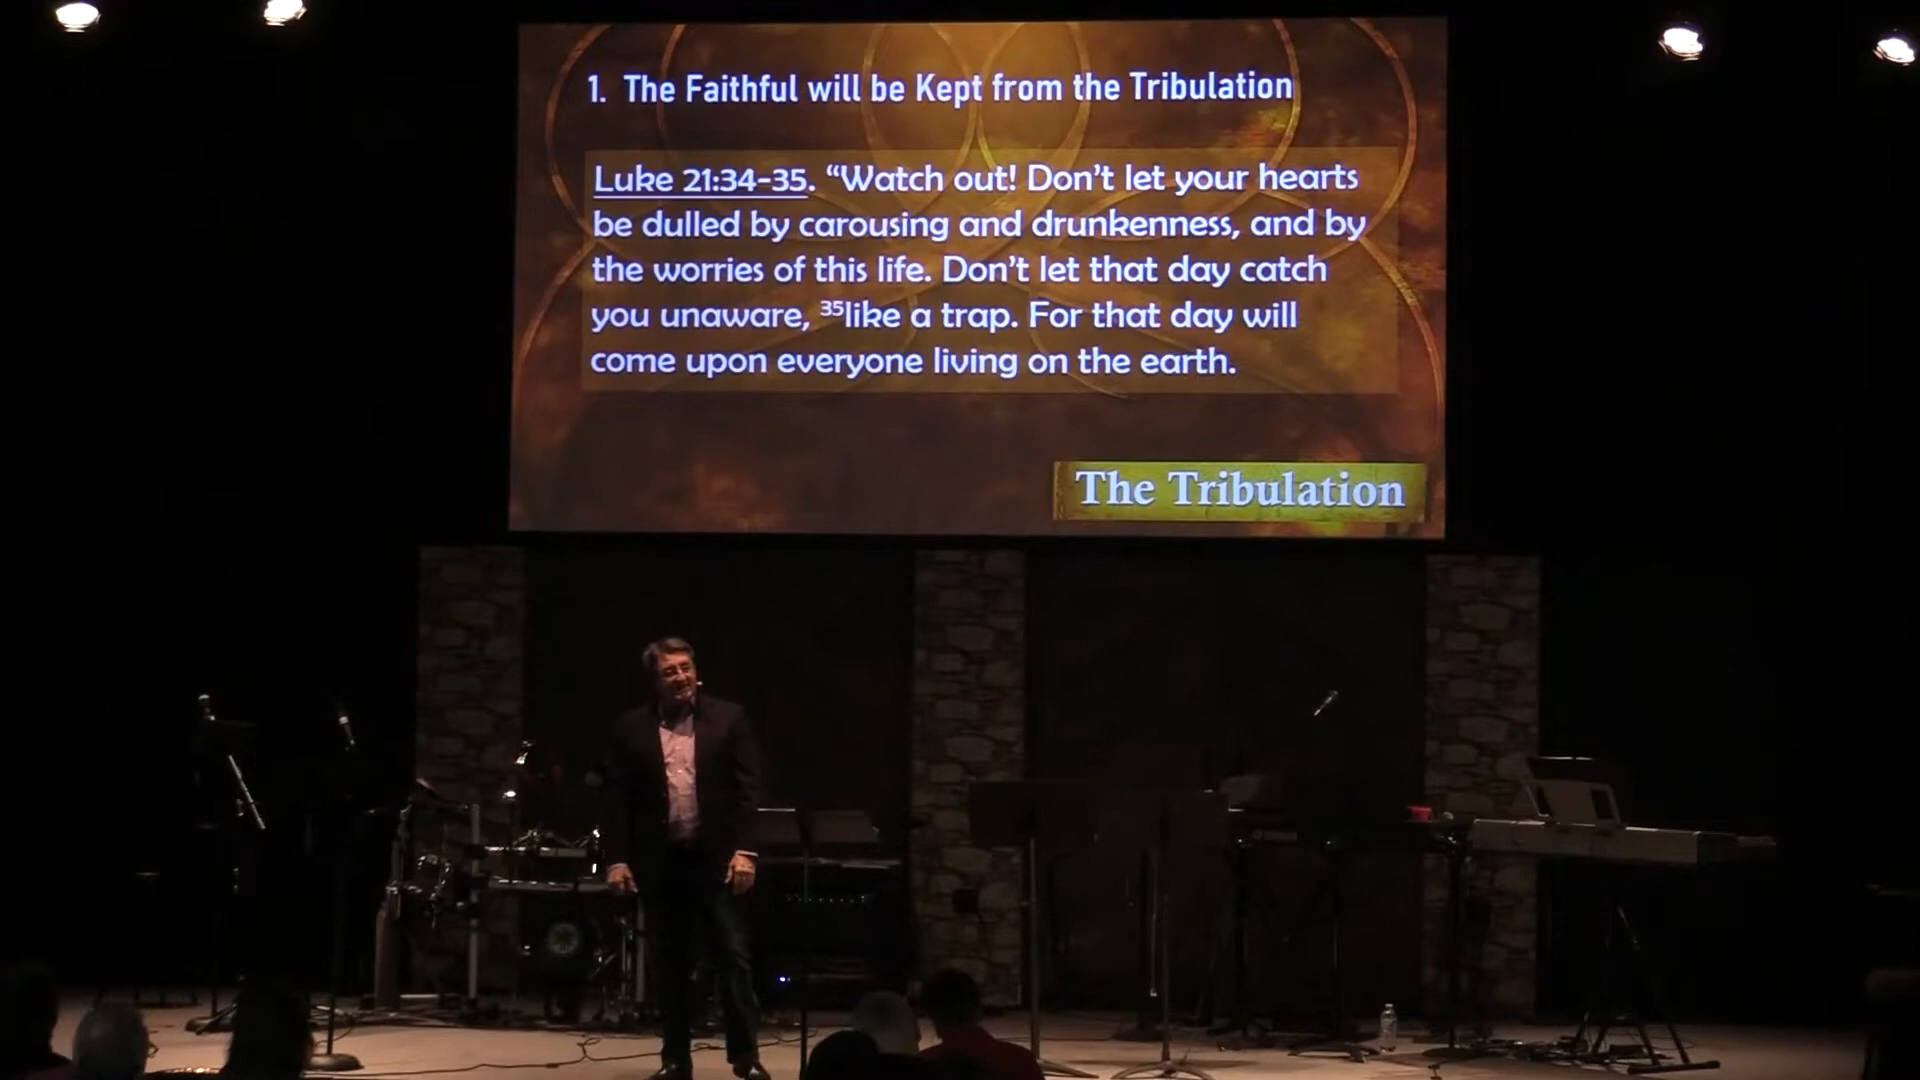 1. The Faithful will be Kept from the Tribulation
Luke 21:34-35. “Watch out! Don’t let your hearts
be dulled by carousing and drunkenness, and by
the worries of this life. Don’t let that day catch
you unaware, ³⁵like a trap. For that day will
come upon everyone living on the earth.
The Tribulation